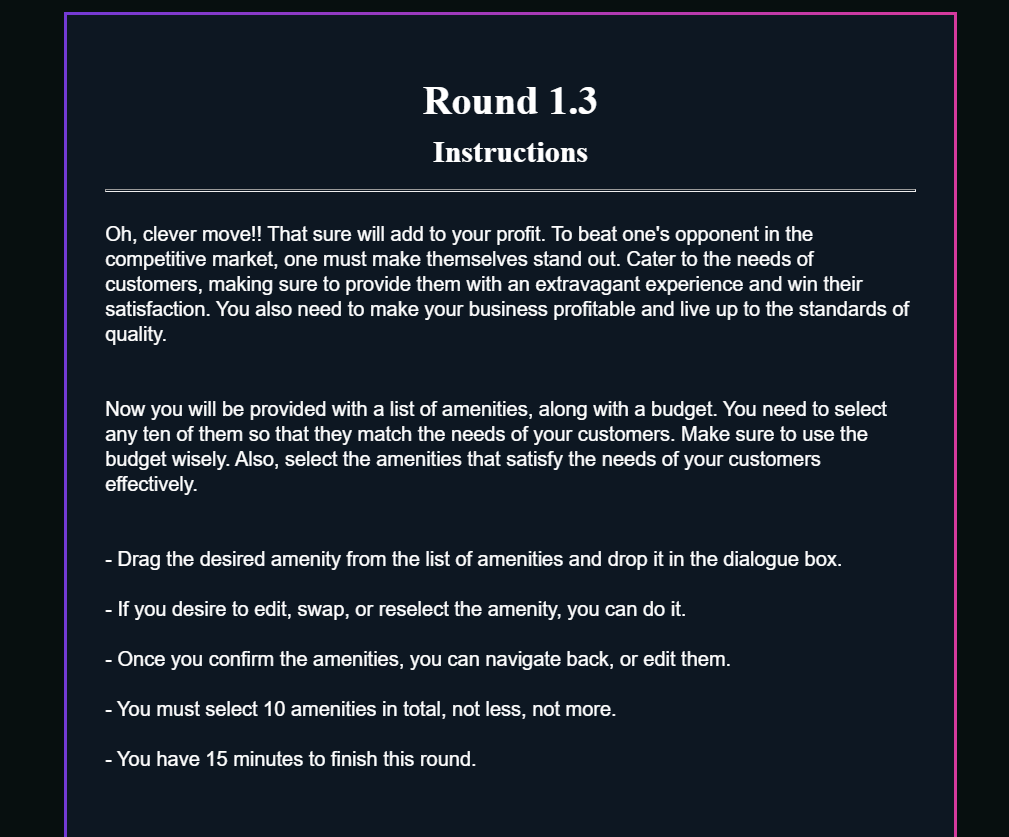 Round 1.3
Instructions
Oh, clever move!! That sure will add to your profit. To beat one's opponent in the
competitive market, one must make themselves stand out. Cater to the needs of
customers, making sure to provide them with an extravagant experience and win their
satisfaction. You also need to make your business profitable and live up to the standards of
quality.
Now you will be provided with a list of amenities, along with a budget. You need to select
any ten of them so that they match the needs of your customers. Make sure to use the
budget wisely. Also, select the amenities that satisfy the needs of your customers
effectively.
- Drag the desired amenity from the list of amenities and drop it in the dialogue box.
- If you desire to edit, swap, or reselect the amenity, you can do it.
- Once you confirm the amenities, you can navigate back, or edit them.
- You must select 10 amenities in total, not less, not more.
- You have 15 minutes to finish this round.